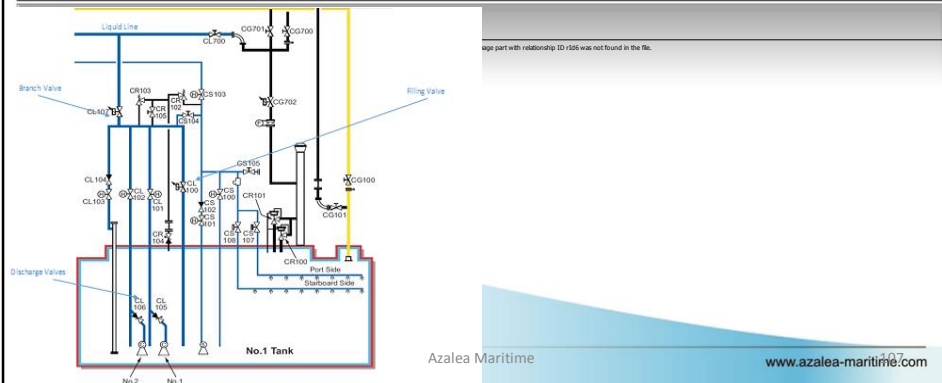 Liquid Line
CG701
CG700
CL700
age part with relationship ID rId6 was not found in the file.
Branch Valve
Filling Valve
CR103
CR
102
CS103
CL107
CR
105
CS104
CG702
CS105
CL104
CL
100
CS
100
CG100
CL103
CL
102
CL
101
CS
102
CS
101
CR101
CG101
CR
104
CS
108
CS
107
CR100
Port Side
Starboard Side
Discharge Valves
CL
106
CL
105
No.1 Tank
No.2
No.1
Azalea Maritime
www.azalea-maritime.com
107